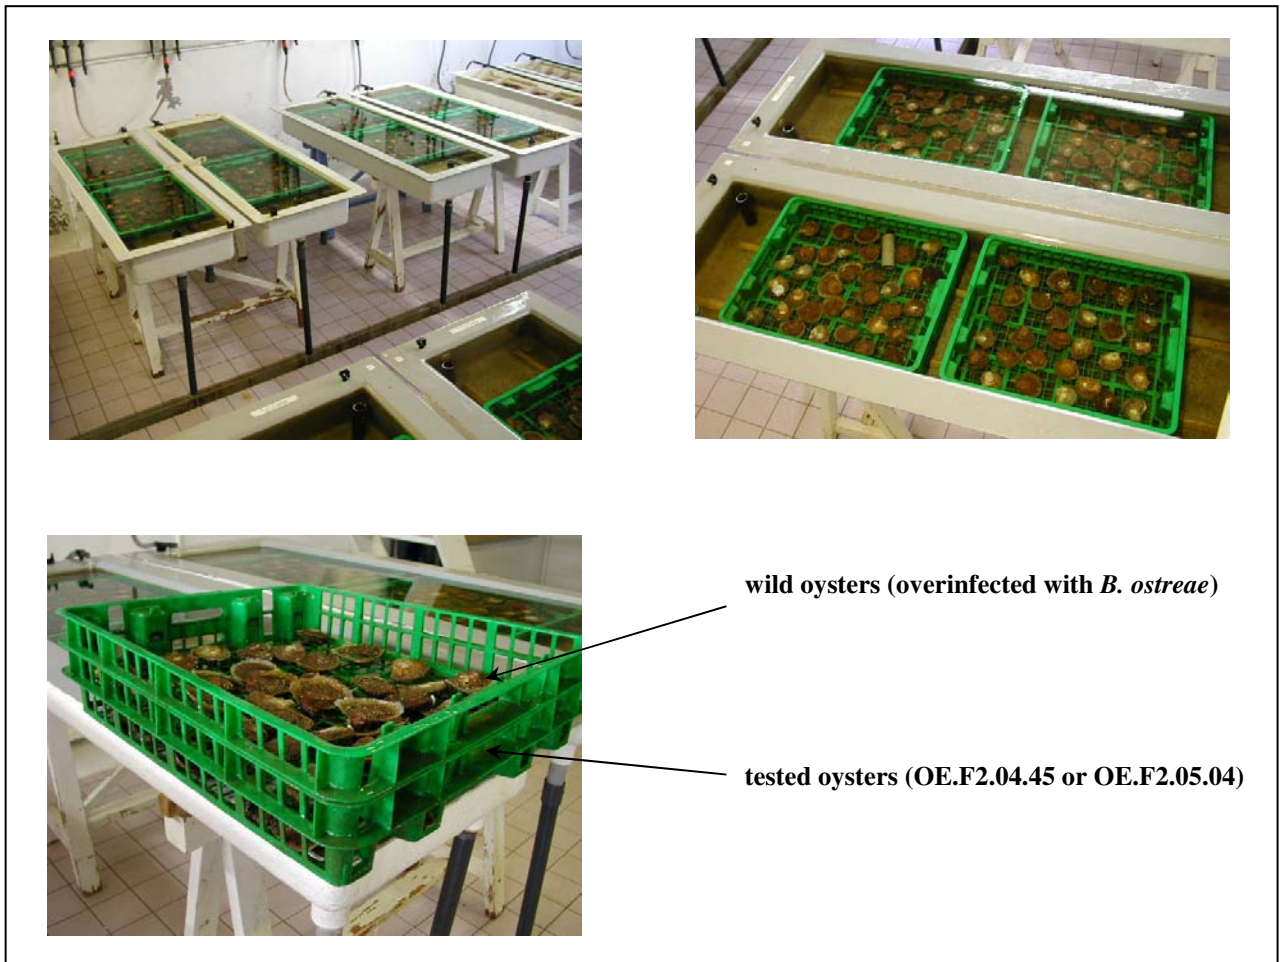 wild oysters (overinfected with B. ostreae)
tested oysters (OE.F2.04.45 or OE.F2.05.04)